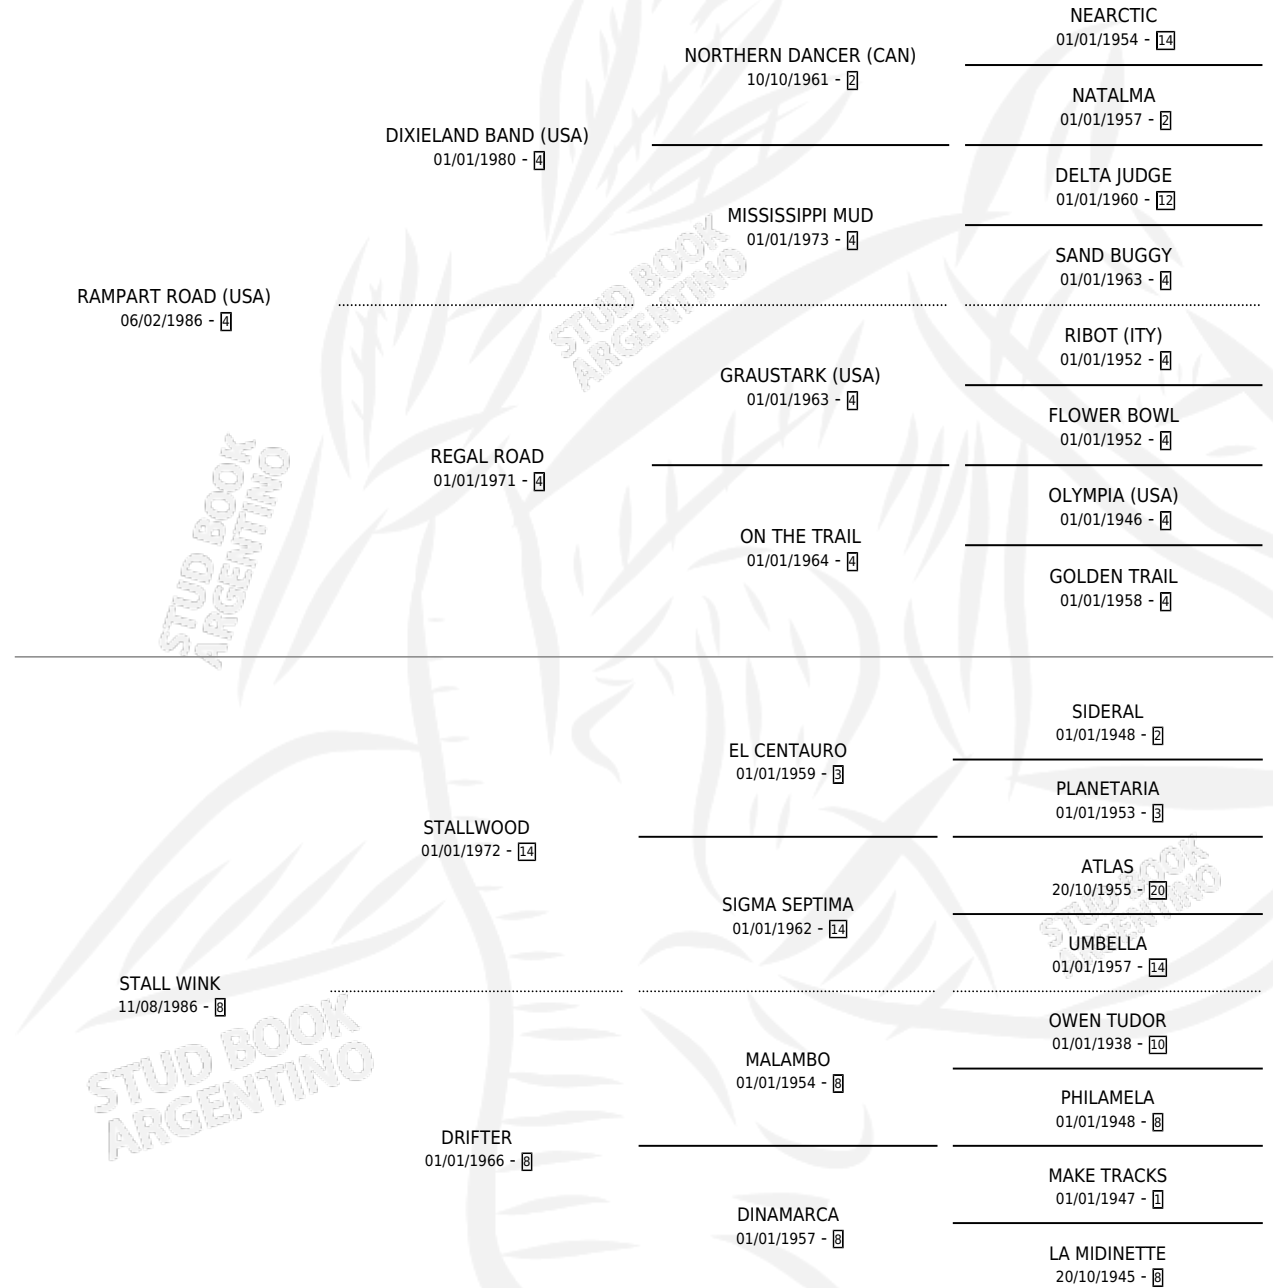 NEARCTIC
01/01/1954 - 14
NORTHERN DANCER (CAN)
10/10/1961 - 2
NATALMA
01/01/1957 - 2
DIXIELAND BAND (USA)
01/01/1980 - 4
DELTA JUDGE
01/01/1960 - 12
MISSISSIPPI MUD
01/01/1973 - 4
SAND BUGGY
01/01/1963 - 4
RAMPART ROAD (USA)
06/02/1986 - 4
STUD BOOK
ARGENTINO
RIBOT (ITY)
01/01/1952 - 4
GRAUSTARK (USA)
01/01/1963 - 4
FLOWER BOWL
01/01/1952 - 4
REGAL ROAD
01/01/1971 - 4
OLYMPIA (USA)
01/01/1946 - 4
ON THE TRAIL
01/01/1964 - 4
GOLDEN TRAIL
01/01/1958 - 4
STUD BOOK
ARGENTINO
SIDERAL
01/01/1948 - 2
EL CENTAURO
01/01/1959 - 3
PLANETARIA
01/01/1953 - 3
STALLWOOD
01/01/1972 - 14
ATLAS
20/10/1955 - 20
SIGMA SEPTIMA
01/01/1962 - 14
STUD BOOK
ARGENTINO
UMBELLA
01/01/1957 - 14
STALL WINK
11/08/1986 - 8
OWEN TUDOR
01/01/1938 - 10
MALAMBO
01/01/1954 - 8
STUD BOOK
ARGENTINO
PHILAMELA
01/01/1948 - 8
DRIFTER
01/01/1966 - 8
MAKE TRACKS
01/01/1947 - 1
DINAMARCA
01/01/1957 - 8
LA MIDINETTE
20/10/1945 - 8